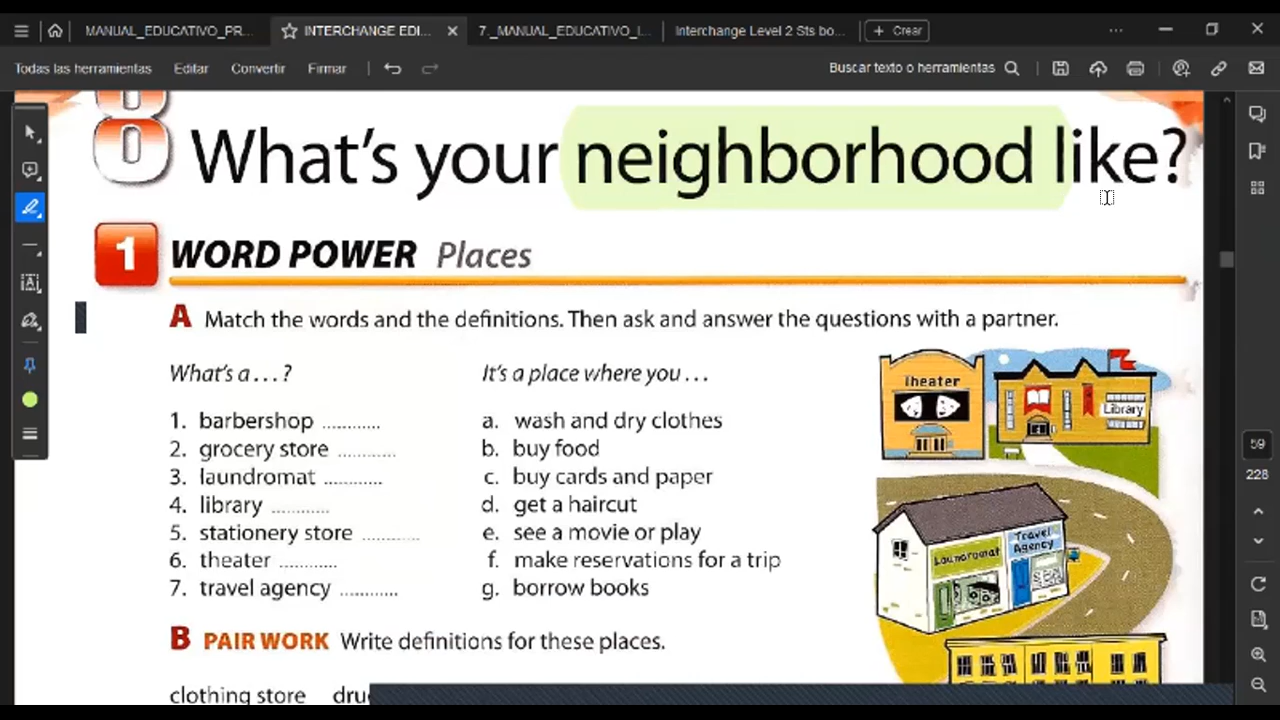 MANUAL_EDUCATIVO_PR...
INTERCHANGE EDI...
7._MANUAL_EDUCATIVO_I...
Interchange Level 2 Sts bo...
+ Crear
Todas las herramientas
Editar
Convertir
Firmar
Buscar texto o herramientas
8 What's your neighborhood like?
1 WORD POWER Places
A Match the words and the definitions. Then ask and answer the questions with a partner.
What's a . . . ?
1. barbershop ............
2. grocery store ............
3. laundromat ............
4. library ............
5. stationery store ............
6. theater ............
7. travel agency ............
It's a place where you . . .
a. wash and dry clothes
b. buy food
c. buy cards and paper
d. get a haircut
e. see a movie or play
f. make reservations for a trip
g. borrow books
Theater
Library
Laundromat
Travel
Agency
B PAIR WORK Write definitions for these places.
clothing store dru
59
228